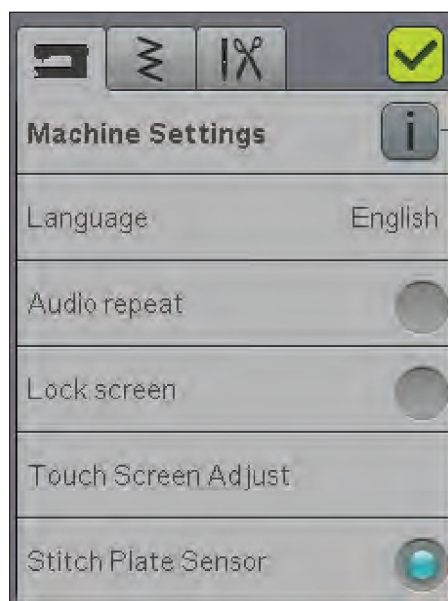 Machine Settings
i
Language English
Audio repeat
Lock screen
Touch Screen Adjust
Stitch Plate Sensor